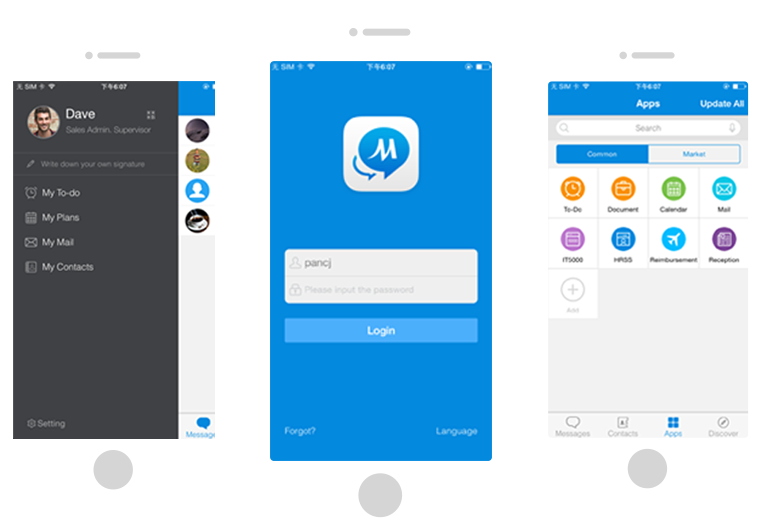 无 SIM 卡
下午6:07
Dave
Sales Admin. Supervisor
Write down your own signature
My To-do
My Plans
My Mail
My Contacts
Setting
Message
无 SIM 卡
下午6:07
M
pancj
Please input the password
Login
Forgot?
Language
无 SIM 卡
下午6:07
Apps
Update All
Search
Common
Market
To-Do
Document
Calendar
Mail
IT5000
HRSS
Reimbursement
Reception
Add
Messages
Contacts
Apps
Discover